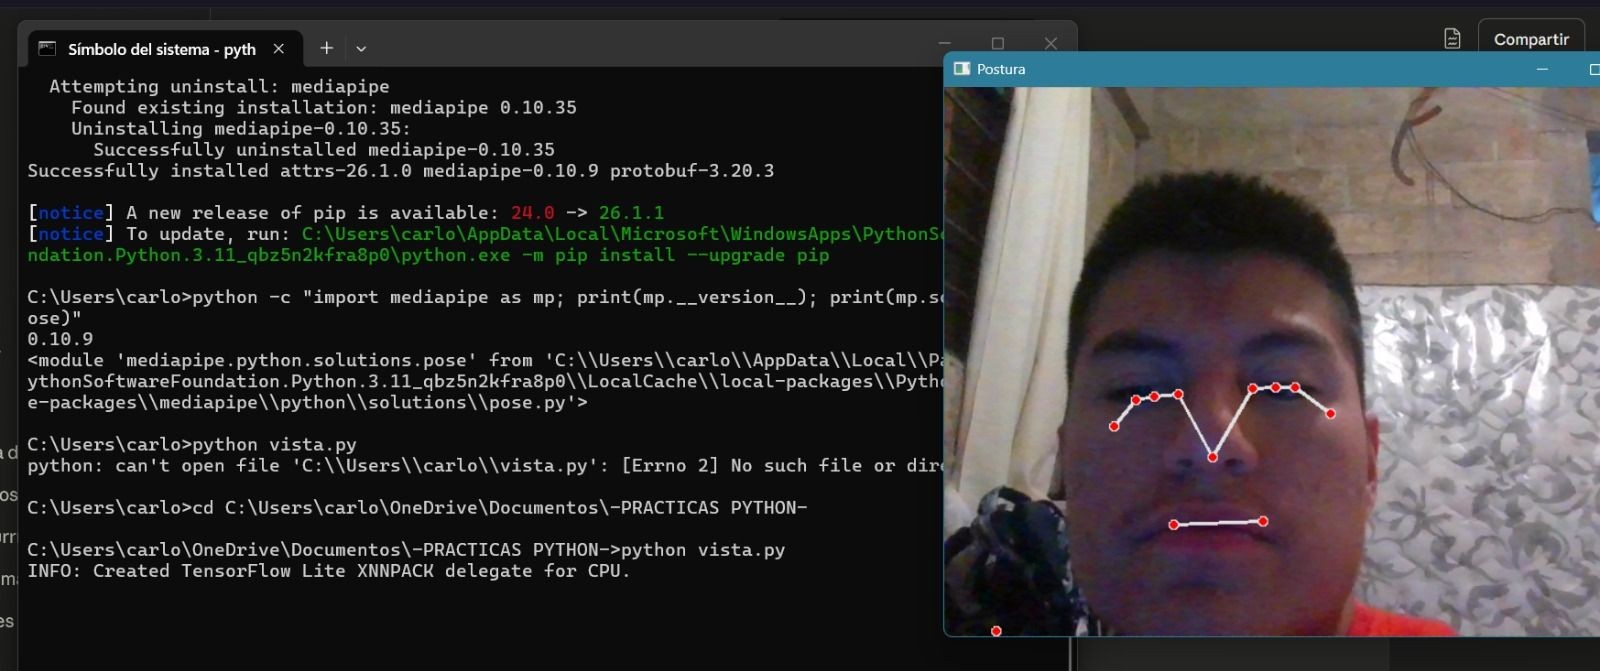 Símbolo del sistema - pyth
Compartir
Postura
Attempting uninstall: mediapipe
Found existing installation: mediapipe 0.10.35
Uninstalling mediapipe-0.10.35:
Successfully uninstalled mediapipe-0.10.35
Successfully installed attrs-26.1.0 mediapipe-0.10.9 protobuf-3.20.3
[notice] A new release of pip is available: 24.0 -> 26.1.1
[notice] To update, run: C:\Users\carlo\AppData\Local\Microsoft\WindowsApps\PythonSo
ndation.Python.3.11_qbz5n2kfra8p0\python.exe -m pip install --upgrade pip
C:\Users\carlo>python -c "import mediapipe as mp; print(mp.__version__); print(mp.so
ose)"
0.10.9
<module 'mediapipe.python.solutions.pose' from 'C:\\Users\\carlo\\AppData\\Local\\Pa
ythonSoftwareFoundation.Python.3.11_qbz5n2kfra8p0\\LocalCache\\local-packages\\Pytho
e-packages\\mediapipe\\python\\solutions\\pose.py'>
C:\Users\carlo>python vista.py
python: can't open file 'C:\\Users\\carlo\\vista.py': [Errno 2] No such file or dire
C:\Users\carlo>cd C:\Users\carlo\OneDrive\Documentos\-PRACTICAS PYTHON-
C:\Users\carlo\OneDrive\Documentos\-PRACTICAS PYTHON->python vista.py
INFO: Created TensorFlow Lite XNNPACK delegate for CPU.